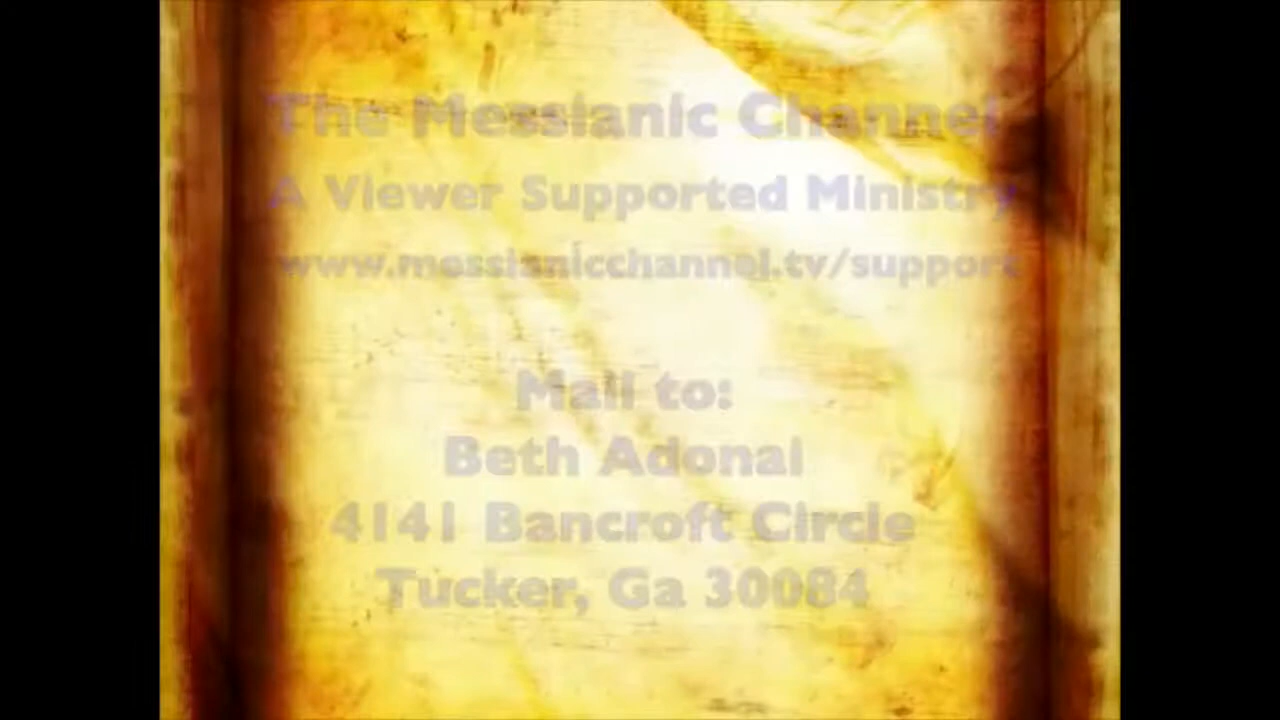 The Messianic Channel
A Viewer Supported Ministry
www.messianicchannel.tv/support
Mail to:
Beth Adonai
4141 Bancroft Circle
Tucker, Ga 30084